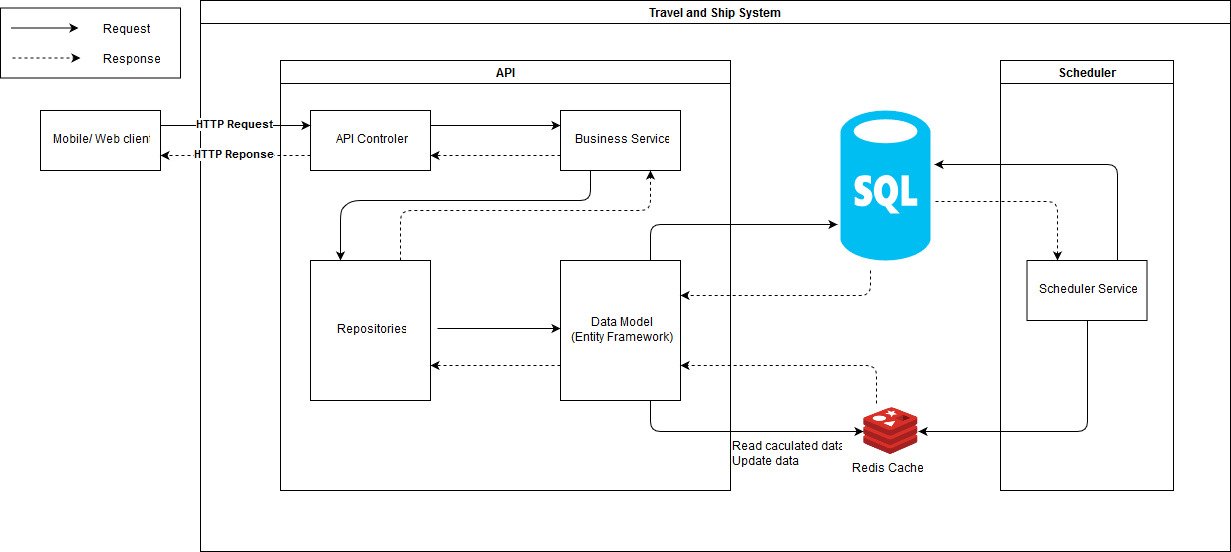 Travel and Ship System
Request
Response
API
Scheduler
Mobile/ Web client
HTTP Request
HTTP Reponse
API Controler
Business Service
SQL
Repositories
Data Model
(Entity Framework)
Scheduler Service
Read caculated data
Update data
Redis Cache